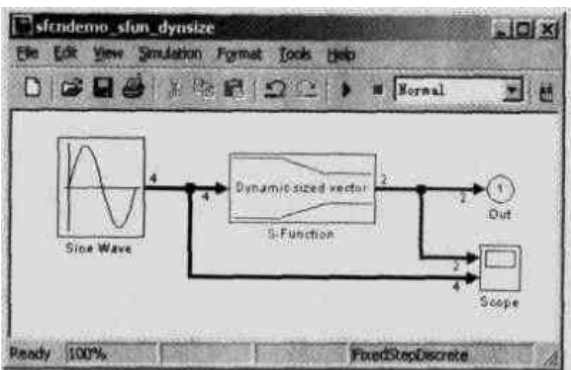 sfcndemo_sfun_dynsize
File Edit View Simulation Format Tools Help
Normal
4
4
Dynamic sized vector
2
2
1
Out
Sine Wave
S-Function
2
4
Scope
Ready 100% FixedStepDiscrete